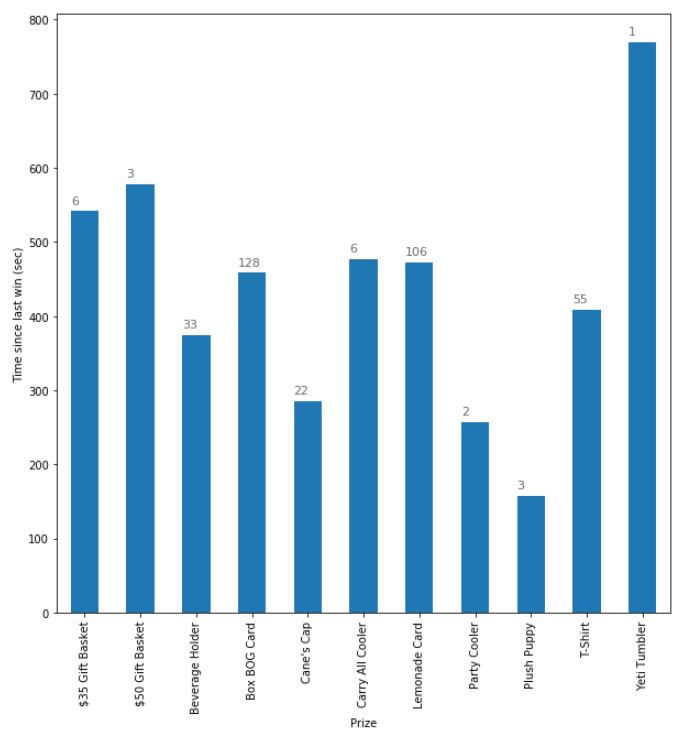 800
700
600
500
400
300
200
100
0
Time since last win (sec)
6
3
33
128
22
6
106
2
3
55
1
$35 Gift Basket
$50 Gift Basket
Beverage Holder
Box BOG Card
Cane's Cap
Carry All Cooler
Lemonade Card
Party Cooler
Plush Puppy
T-Shirt
Yeti Tumbler
Prize